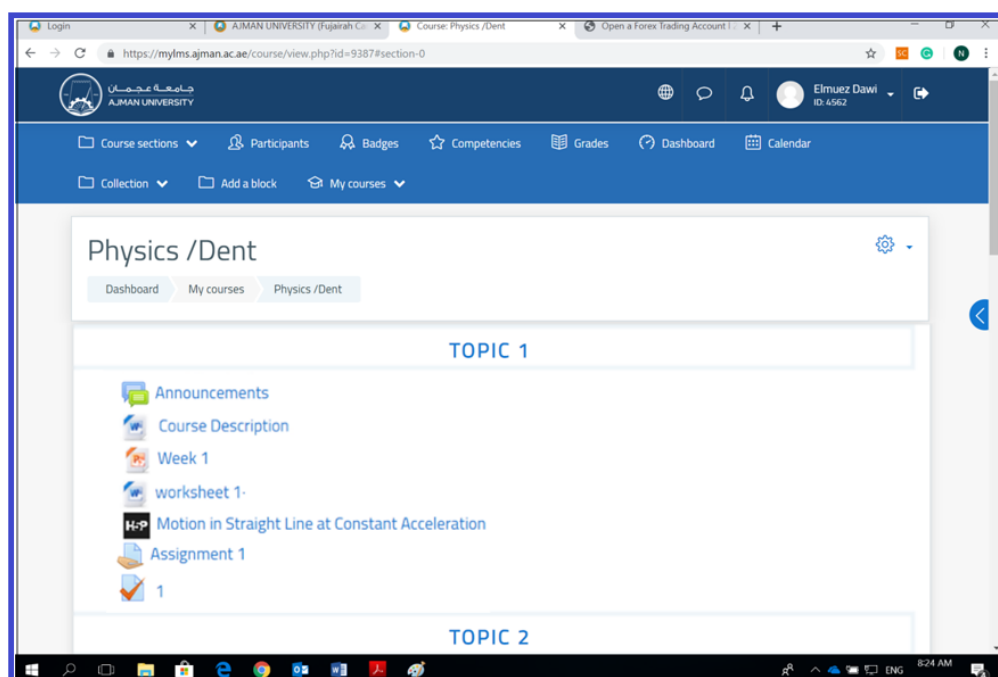 Login
AJMAN UNIVERSITY (Fujairah Ca
Course: Physics /Dent
Open a Forex Trading Account |
https://mylms.ajman.ac.ae/course/view.php?id=9387#section-0
SC
G
N
جامعة عجمان
AJMAN UNIVERSITY
Elmuez Dawi
ID: 4562
Course sections
Participants
Badges
Competencies
Grades
Dashboard
Calendar
Collection
Add a block
My courses
Physics /Dent
Dashboard
My courses
Physics /Dent
TOPIC 1
Announcements
Course Description
Week 1
worksheet 1·
H-P Motion in Straight Line at Constant Acceleration
Assignment 1
1
TOPIC 2
ENG
8:24 AM